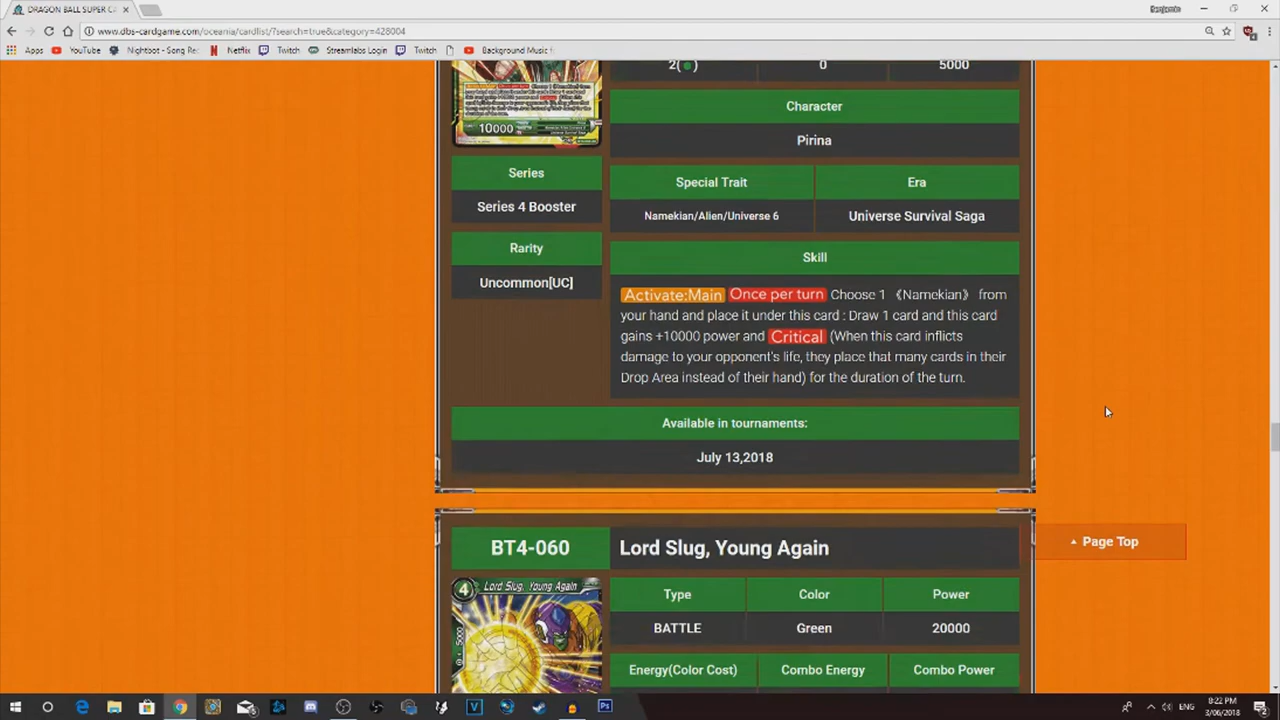 DRAGON BALL SUPER C
Benjamin
www.dbs-cardgame.com/oceania/cardlist/?search=true&category=428004
Apps YouTube Nightbot - Song Re Netflix Twitch Streamlabs Login Twitch Background Music
2( ) 0 5000
10000
Character
Pirina
Series
Series 4 Booster
Special Trait Era
Namekian/Alien/Universe 6 Universe Survival Saga
Rarity
Uncommon[UC]
Skill
Activate:Main Once per turn Choose 1 《Namekian》 from
your hand and place it under this card : Draw 1 card and this card
gains +10000 power and Critical (When this card inflicts
damage to your opponent's life, they place that many cards in their
Drop Area instead of their hand) for the duration of the turn.
Available in tournaments:
July 13,2018
Page Top
BT4-060 Lord Slug, Young Again
4 Lord Slug, Young Again
5000
Type Color Power
BATTLE Green 20000
Energy(Color Cost) Combo Energy Combo Power
ENG 8:22 PM
3/06/2018